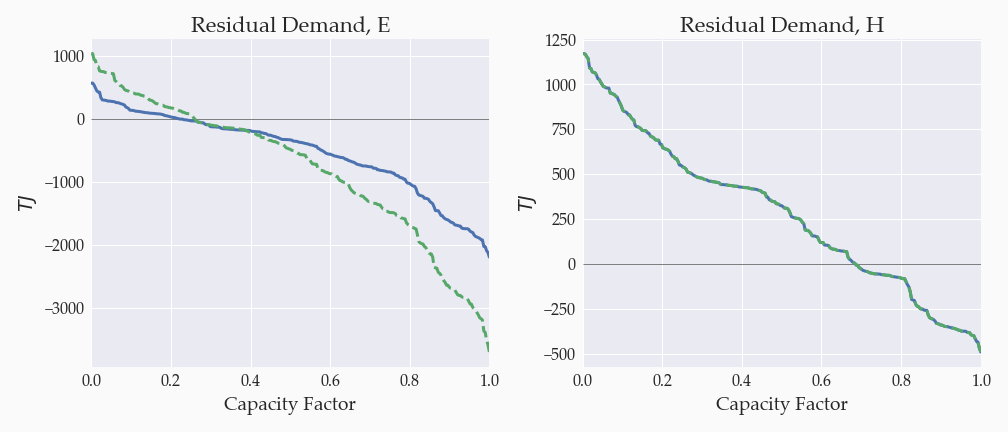 Residual Demand, E
1000
0
−1000
−2000
−3000
TJ
0.0 0.2 0.4 0.6 0.8 1.0
Capacity Factor
Residual Demand, H
1250
1000
750
500
250
0
−250
−500
TJ
0.0 0.2 0.4 0.6 0.8 1.0
Capacity Factor